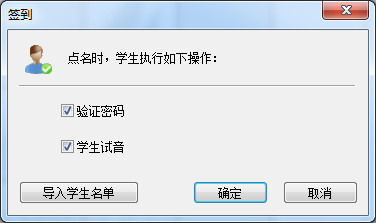 签到
点名时，学生执行如下操作：
验证密码
学生试音
导入学生名单
确定
取消